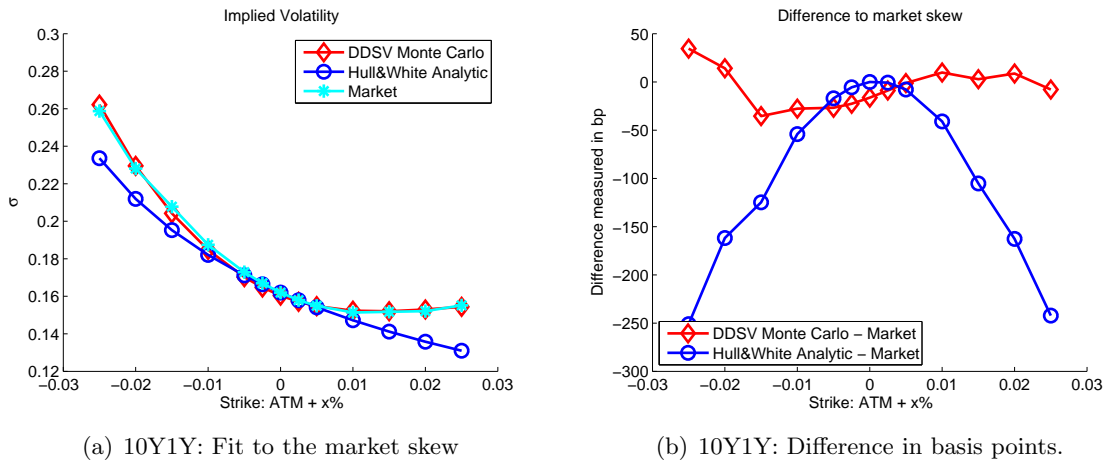 Implied Volatility
0.3
0.28
0.26
0.24
0.22
0.2
0.18
0.16
0.14
0.12
σ
DDSV Monte Carlo
Hull&White Analytic
Market
−0.03 −0.02 −0.01 0 0.01 0.02 0.03
Strike: ATM + x%
(a) 10Y1Y: Fit to the market skew
Difference to market skew
50
0
−50
−100
−150
−200
−250
−300
Difference measured in bp
DDSV Monte Carlo − Market
Hull&White Analytic − Market
−0.03 −0.02 −0.01 0 0.01 0.02 0.03
Strike: ATM + x%
(b) 10Y1Y: Difference in basis points.